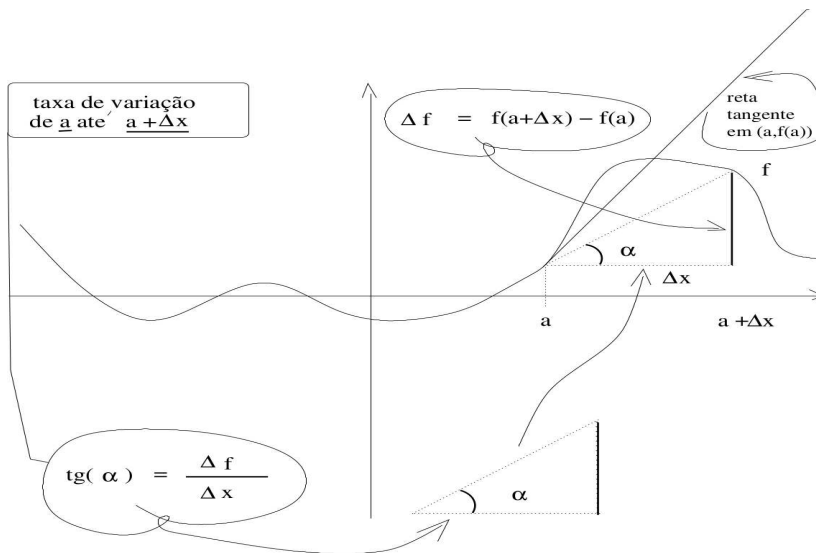 taxa de variação
de a ate´ a + Δx
Δ f = f(a+Δx) – f(a)
reta
tangente
em (a,f(a))
f
α
Δx
a
a + Δx
tg( α ) = Δ f / Δ x
α